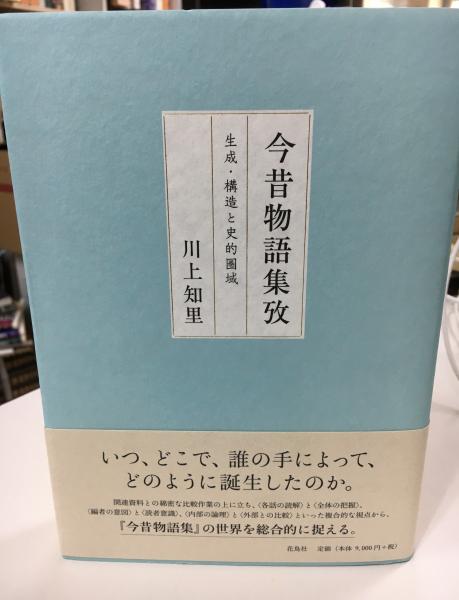 今昔物語集攷
生成・構造と史的圏域
川上知里
いつ、どこで、誰の手によって、
どのように誕生したのか。
関連資料との綿密な比較作業の上に立ち、〈各話の読解〉と〈全体の把握〉、
〈編者の意図〉と〈読者意識〉、〈内部の論理〉と〈外部との比較〉といった複合的な視点から、
『今昔物語集』の世界を総合的に捉える。
花鳥社 定価（本体 9,000円＋税）